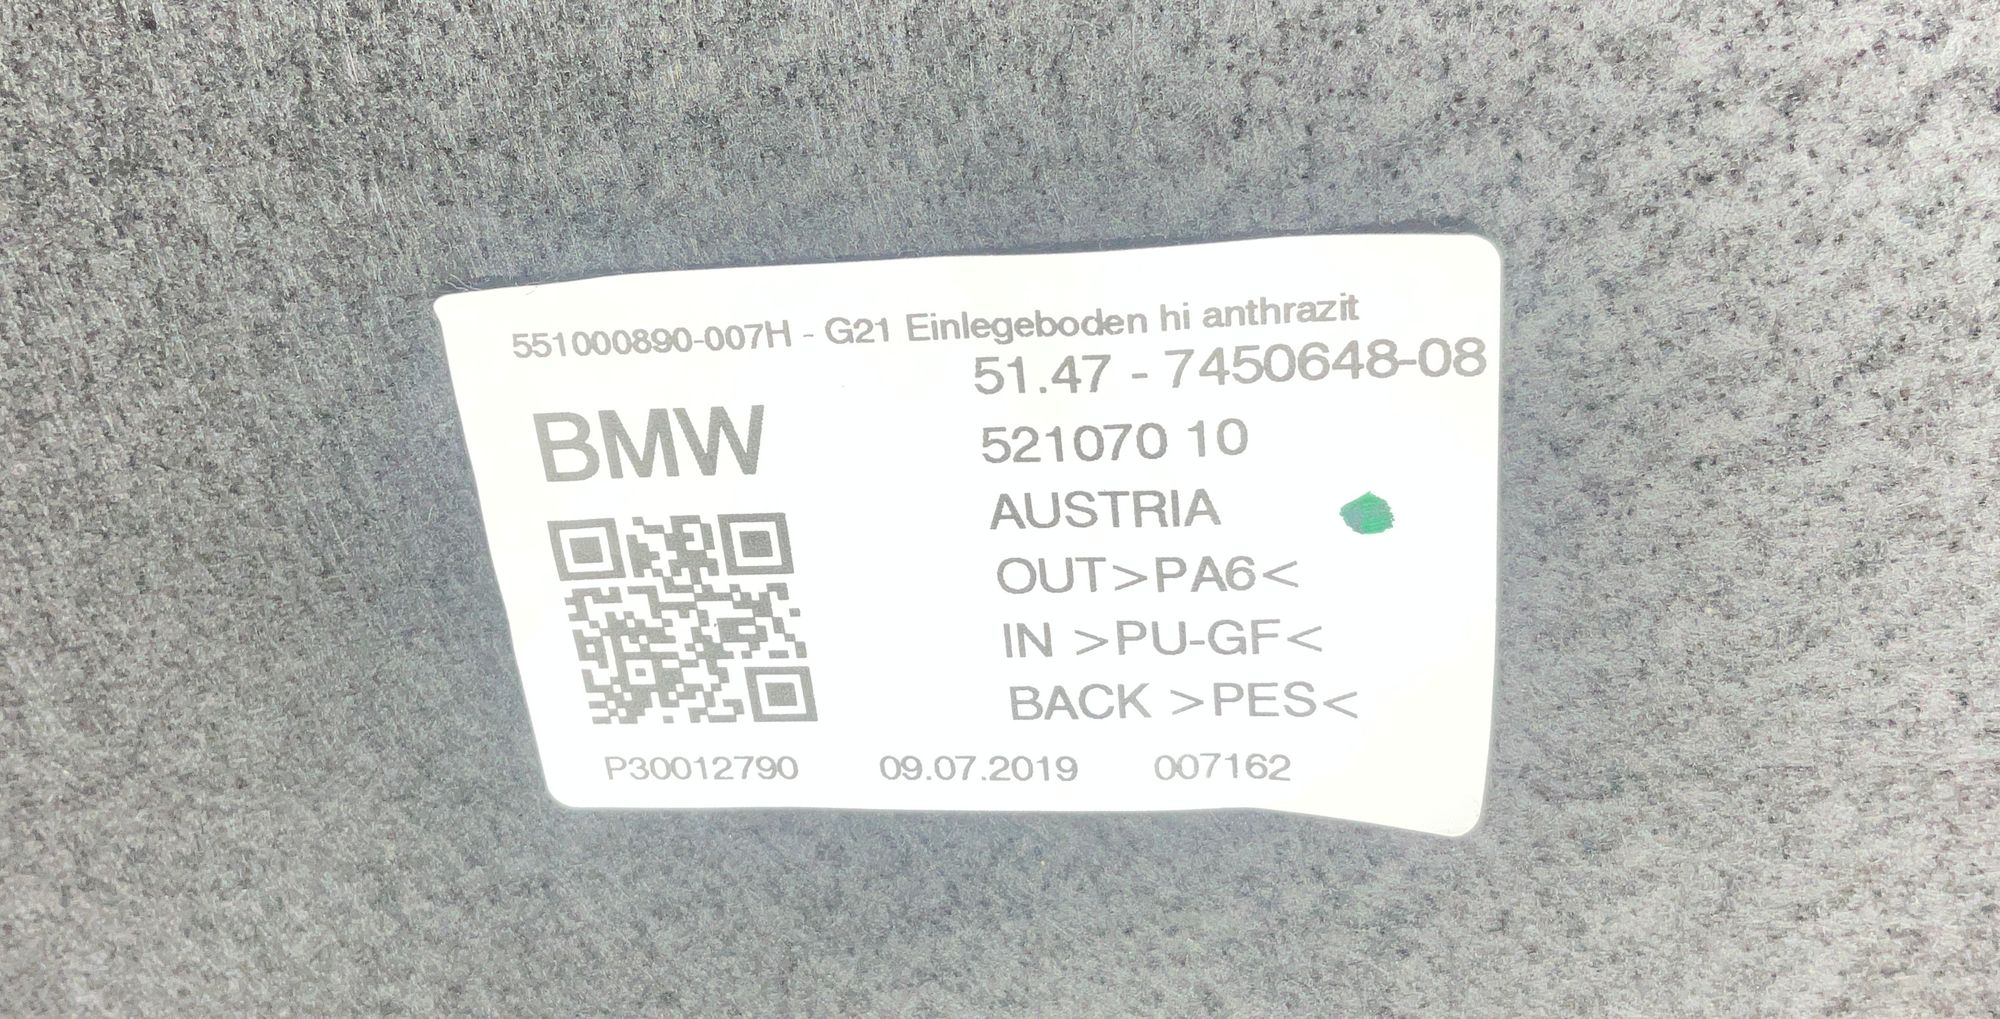 551000890-007H - G21 Einlegeboden hi anthrazit
51.47 - 7450648-08
BMW
521070 10
AUSTRIA
OUT>PA6<
IN >PU-GF<
BACK >PES<
P30012790 09.07.2019 007162